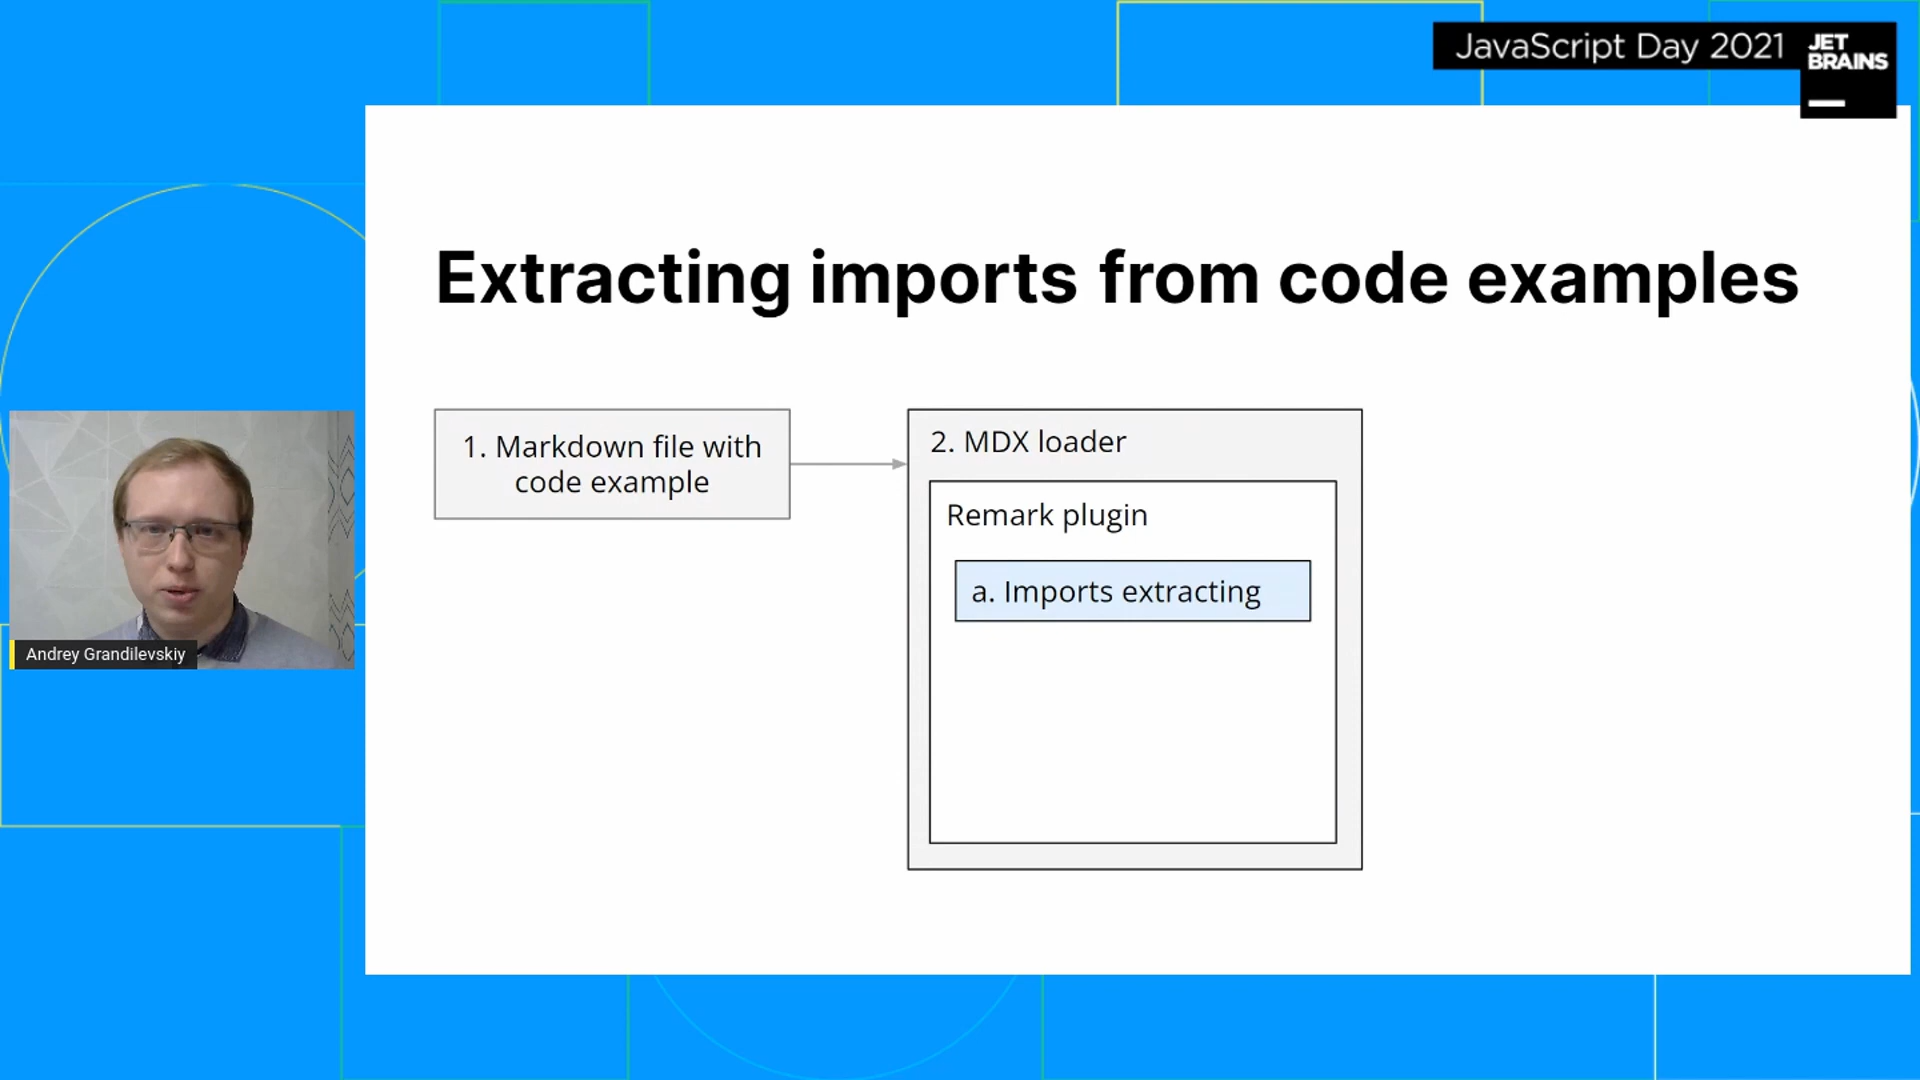 JavaScript Day 2021
JET
BRAINS
Extracting imports from code examples
1. Markdown file with
code example
2. MDX loader
Remark plugin
a. Imports extracting
Andrey Grandilevskiy